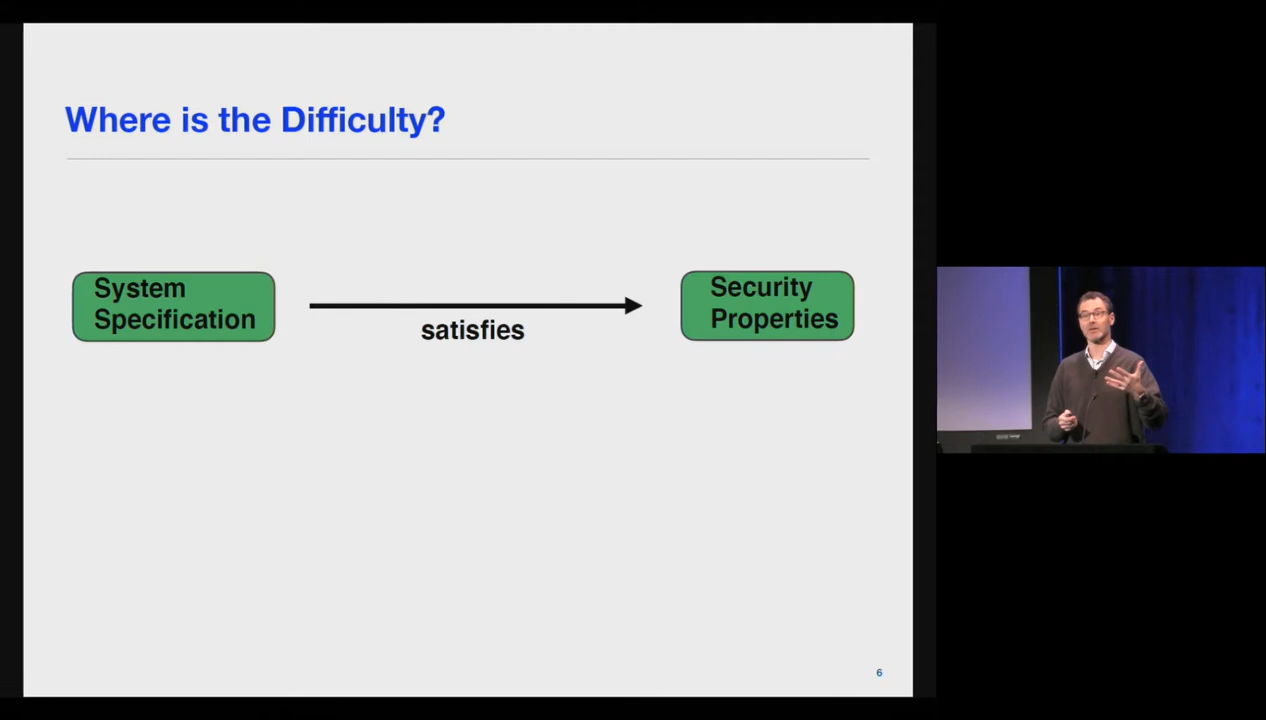 Where is the Difficulty?
System
Specification
satisfies
Security
Properties
6